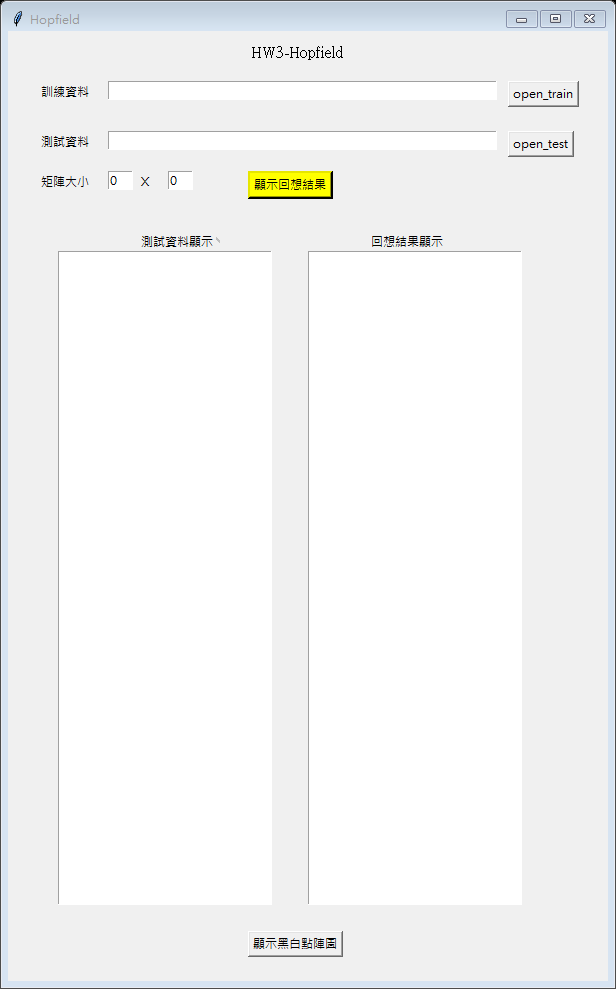 Hopfield
HW3-Hopfield
訓練資料
open_train
測試資料
open_test
矩陣大小 0 X 0 顯示回想結果
測試資料顯示 回想結果顯示
顯示黑白點陣圖